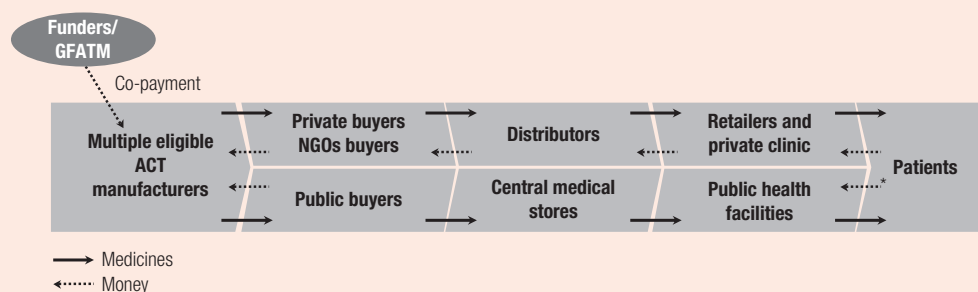 Funders/
GFATM
Co-payment
Multiple eligible
ACT
manufacturers
Private buyers
NGOs buyers
Distributors
Retailers and
private clinic
Patients
Public buyers
Central medical
stores
Public health
facilities
*
Medicines
Money